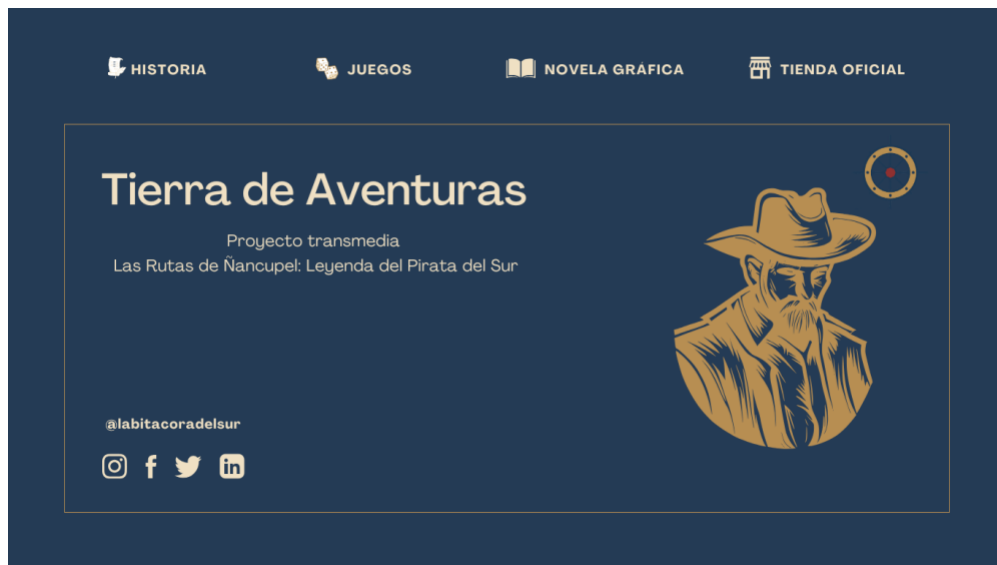 HISTORIA
JUEGOS
NOVELA GRÁFICA
TIENDA OFICIAL
Tierra de Aventuras
Proyecto transmedia
Las Rutas de Ñancupel: Leyenda del Pirata del Sur
@labitacoradelsur